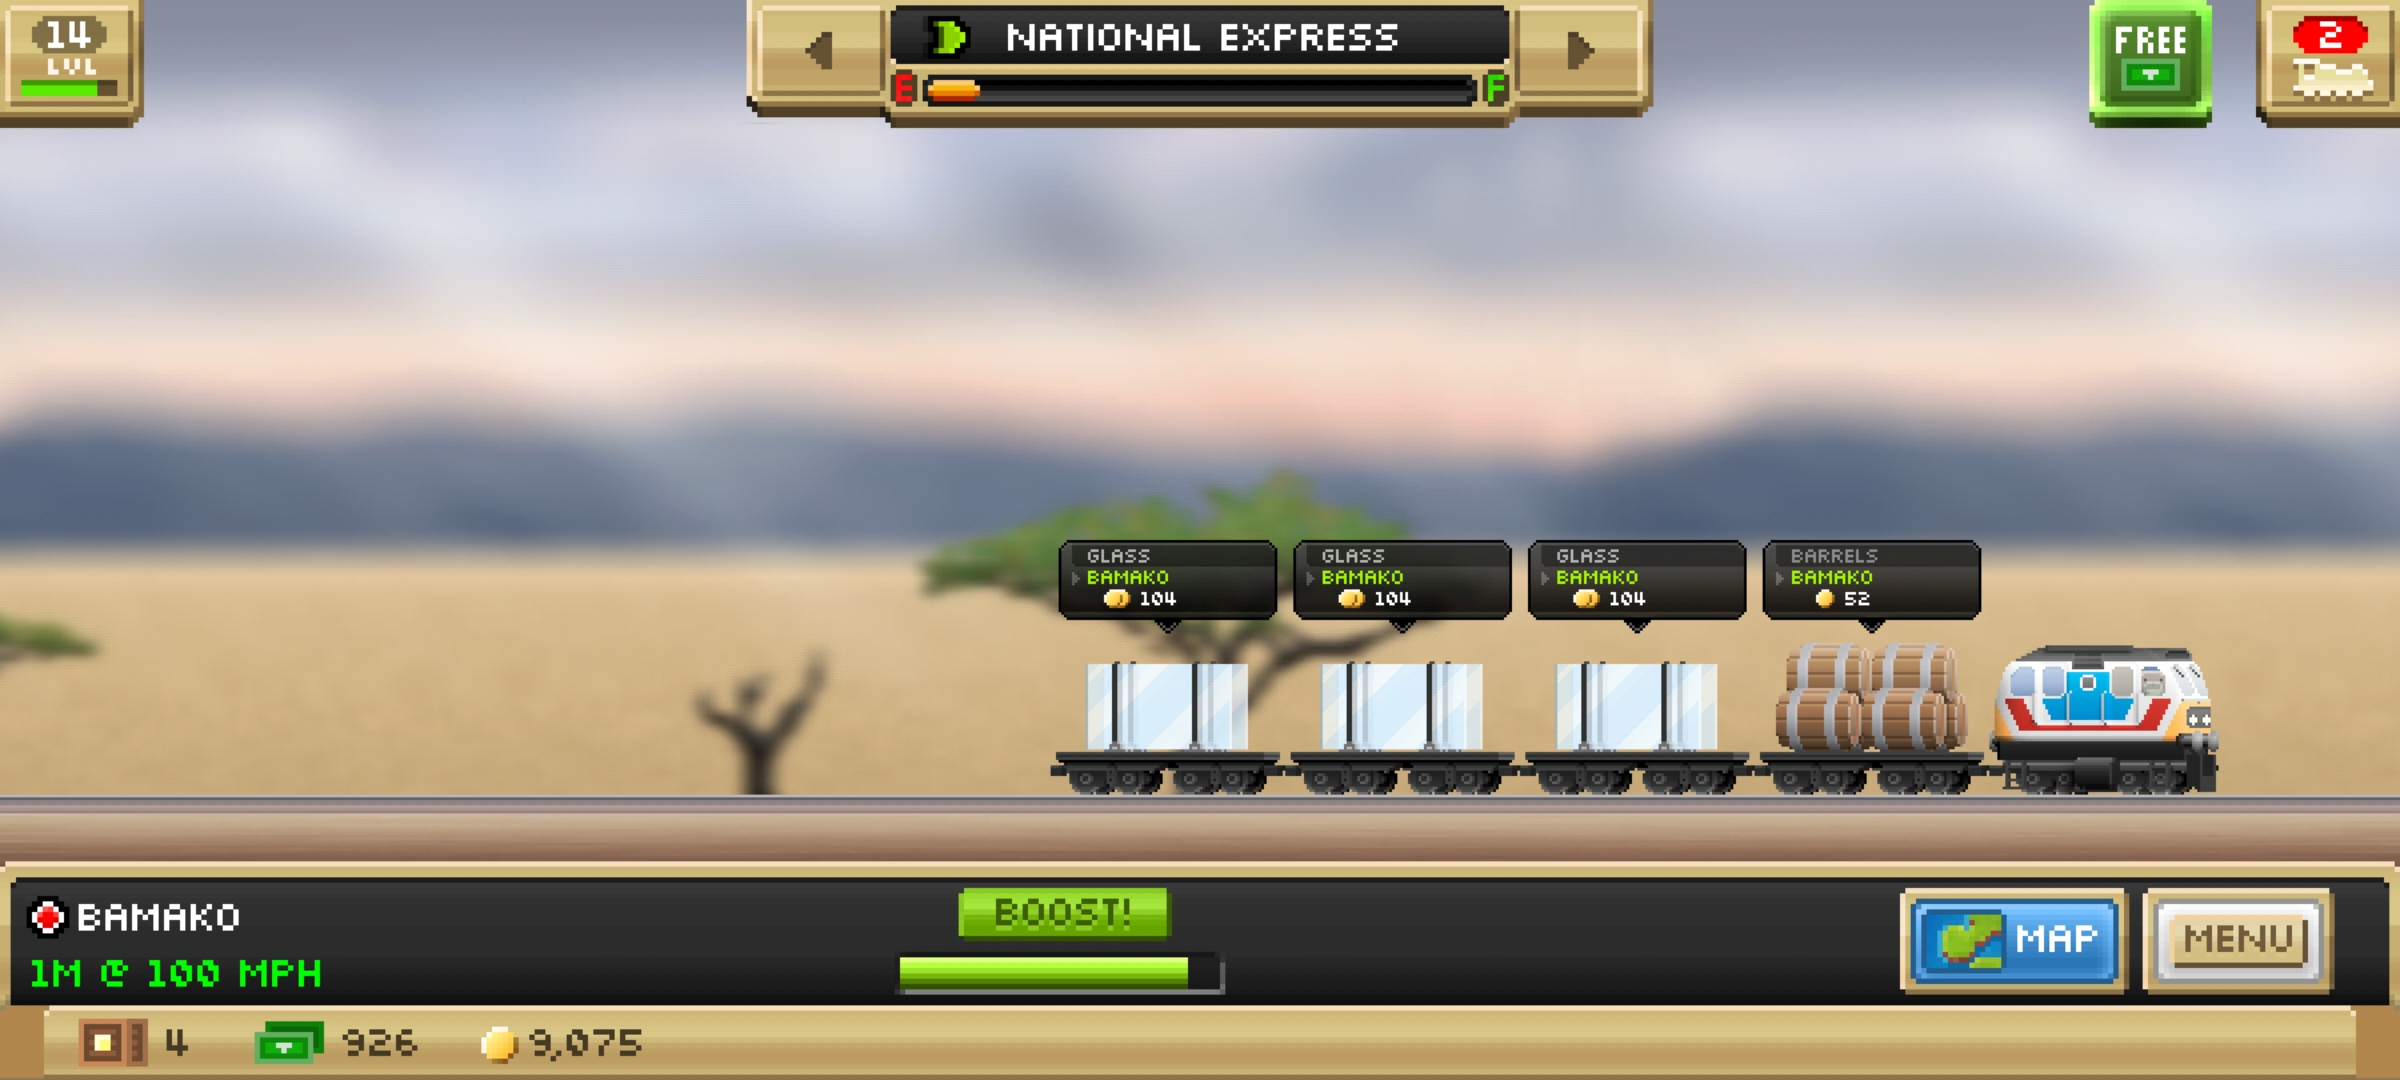 14
LVL
NATIONAL EXPRESS
E F
FREE
2
GLASS
BAMAKO
104
GLASS
BAMAKO
104
GLASS
BAMAKO
104
BARRELS
BAMAKO
52
BAMAKO
1M @ 100 MPH
BOOST!
MAP
MENU
4
926
9,075